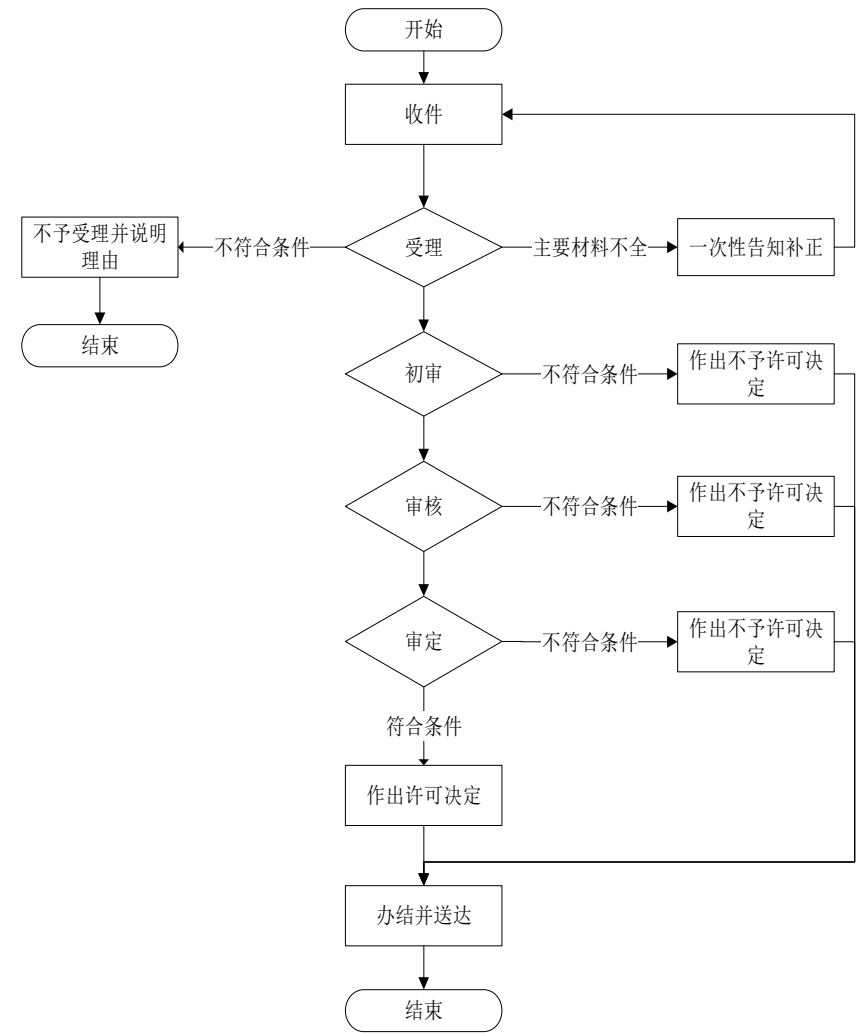 开始
收件
不予受理并说明
理由
不符合条件
受理
主要材料不全
一次性告知补正
结束
初审
不符合条件
作出不予许可决
定
审核
不符合条件
作出不予许可决
定
审定
不符合条件
作出不予许可决
定
符合条件
作出许可决定
办结并送达
结束